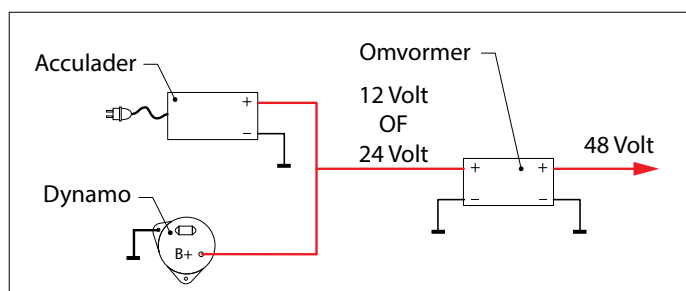 Acculader
+
−
Dynamo
B+
12 Volt
OF
24 Volt
Omvormer
+ +
− −
48 Volt